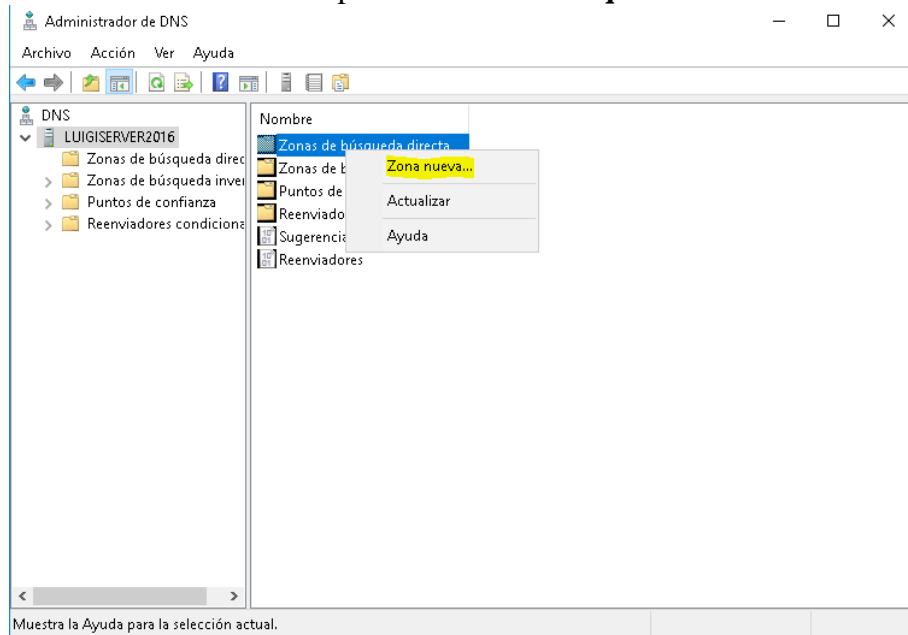 Administrador de DNS
Archivo Acción Ver Ayuda
DNS
LUIGISERVER2016
Zonas de búsqueda direc
Zonas de búsqueda inver
Puntos de confianza
Reenviadores condiciona
Nombre
Zonas de búsqueda directa
Zonas de b
Puntos de
Reenviado
Sugerencia
Reenviadores
Zona nueva...
Actualizar
Ayuda
Muestra la Ayuda para la selección actual.